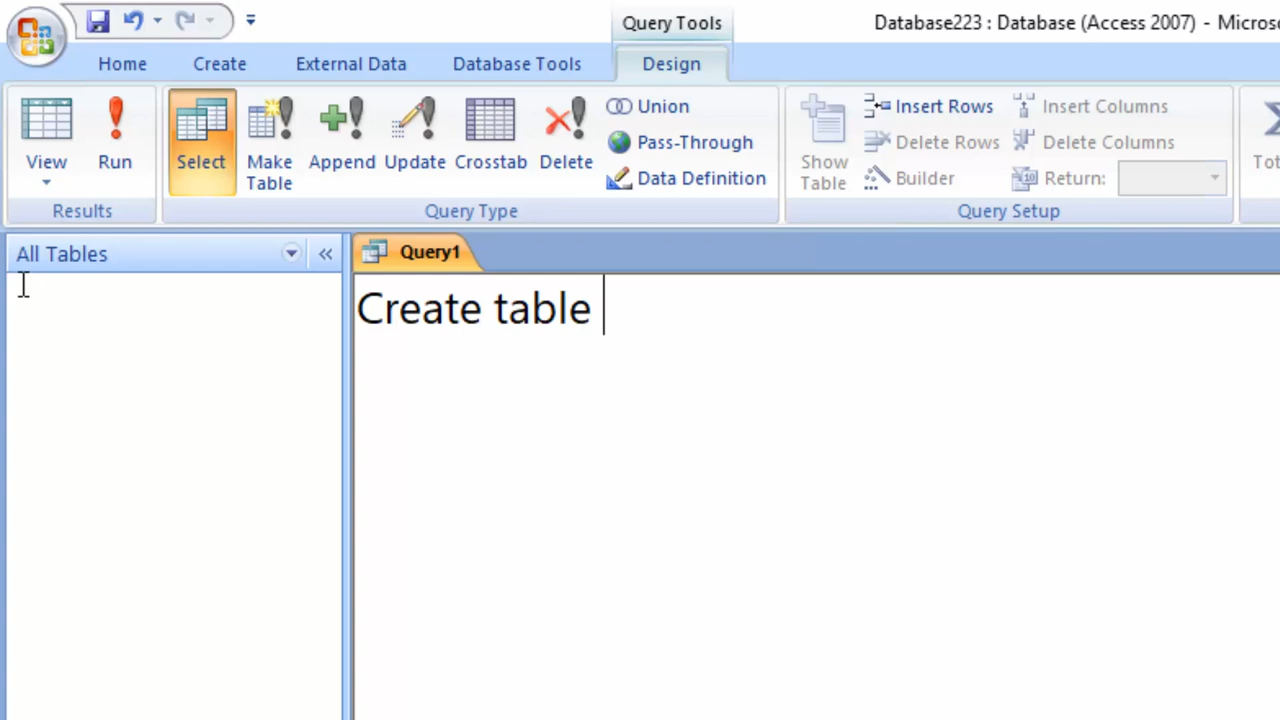 Query Tools
Database223 : Database (Access 2007) - Micros
Home Create External Data Database Tools Design
View Run Select Make Table Append Update Crosstab Delete
Union
Pass-Through
Data Definition
Show Table
Insert Rows
Delete Rows
Builder
Insert Columns
Delete Columns
Return:
Tot
Results Query Type Query Setup
All Tables
Query1
Create table